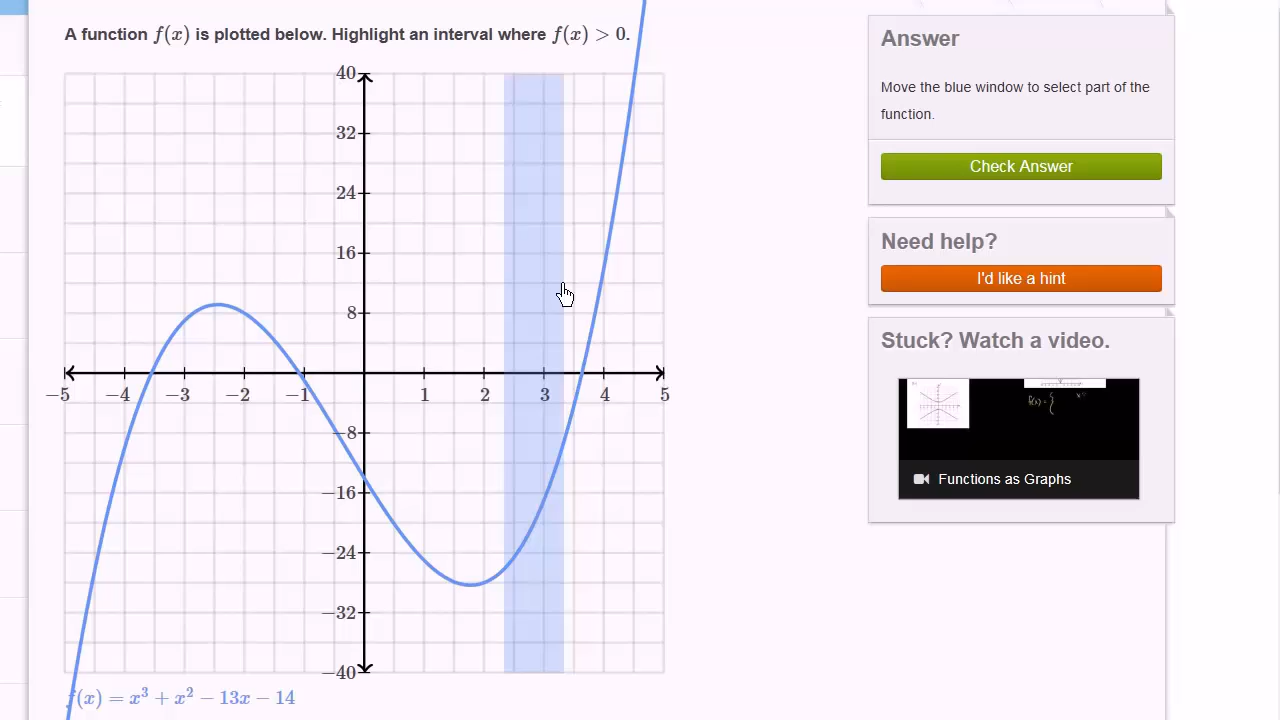 A function f(x) is plotted below. Highlight an interval where f(x) > 0.
40
32
24
16
8
−5 −4 −3 −2 −1 1 2 3 4 5
−8
−16
−24
−32
−40
f(x) = x³ + x² − 13x − 14
Answer
Move the blue window to select part of the
function.
Check Answer
Need help?
I'd like a hint
Stuck? Watch a video.
f(x) = {
Functions as Graphs